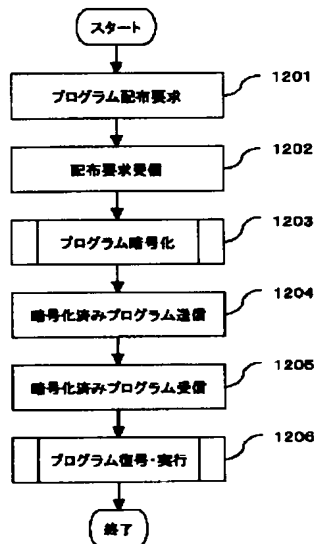 スタート
プログラム配布要求
1201
配布要求受信
1202
プログラム暗号化
1203
暗号化済みプログラム送信
1204
暗号化済みプログラム受信
1205
プログラム復号・実行
1206
終了